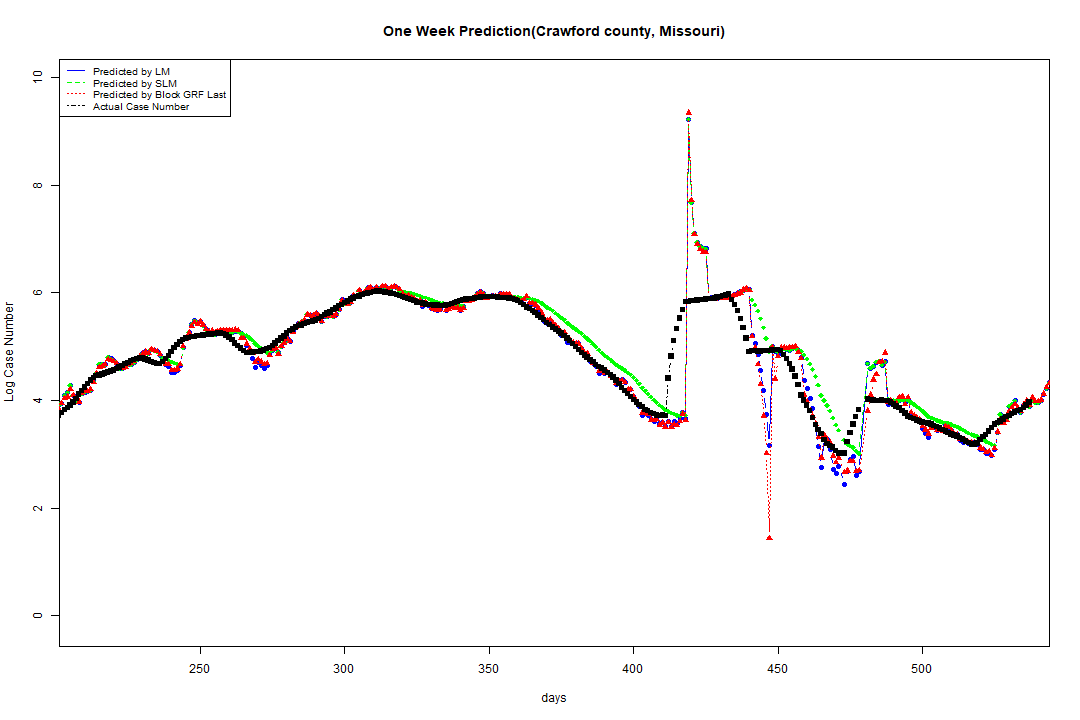 One Week Prediction(Crawford county, Missouri)
Predicted by LM
Predicted by SLM
Predicted by Block GRF Last
Actual Case Number
Log Case Number
10
8
6
4
2
0
250 300 350 400 450 500
days